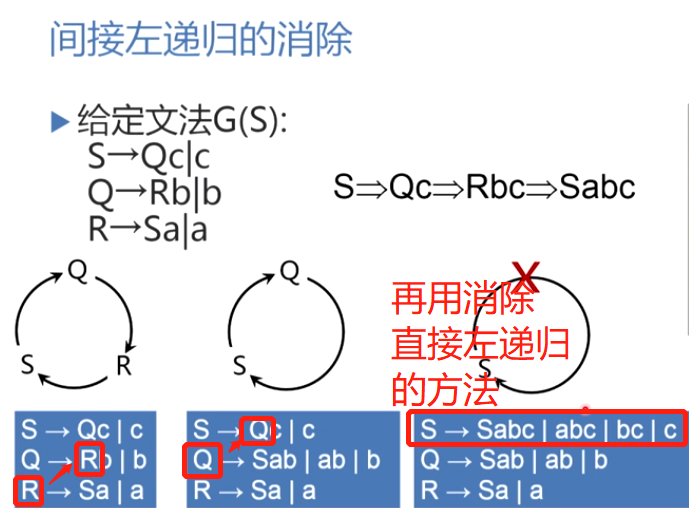 间接左递归的消除
给定文法G(S):
S→Qc|c
Q→Rb|b
R→Sa|a
S⇒Qc⇒Rbc⇒Sabc
Q
S
R
Q
S
X
再用消除
直接左递归
的方法
S
S → Qc | c
Q → Rb | b
R → Sa | a
S → Qc | c
Q → Sab | ab | b
R → Sa | a
S → Sabc | abc | bc | c
Q → Sab | ab | b
R → Sa | a